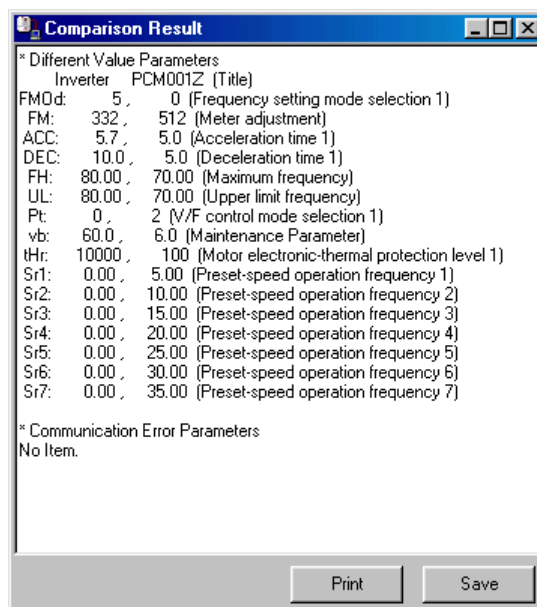 Comparison Result
* Different Value Parameters
Inverter PCM001Z (Title)
FMOd: 5 , 0 (Frequency setting mode selection 1)
FM: 332 , 512 (Meter adjustment)
ACC: 5.7 , 5.0 (Acceleration time 1)
DEC: 10.0 , 5.0 (Deceleration time 1)
FH: 80.00 , 70.00 (Maximum frequency)
UL: 80.00 , 70.00 (Upper limit frequency)
Pt: 0 , 2 (V/F control mode selection 1)
vb: 60.0 , 6.0 (Maintenance Parameter)
tHr: 10000 , 100 (Motor electronic-thermal protection level 1)
Sr1: 0.00 , 5.00 (Preset-speed operation frequency 1)
Sr2: 0.00 , 10.00 (Preset-speed operation frequency 2)
Sr3: 0.00 , 15.00 (Preset-speed operation frequency 3)
Sr4: 0.00 , 20.00 (Preset-speed operation frequency 4)
Sr5: 0.00 , 25.00 (Preset-speed operation frequency 5)
Sr6: 0.00 , 30.00 (Preset-speed operation frequency 6)
Sr7: 0.00 , 35.00 (Preset-speed operation frequency 7)
* Communication Error Parameters
No Item.
Print Save